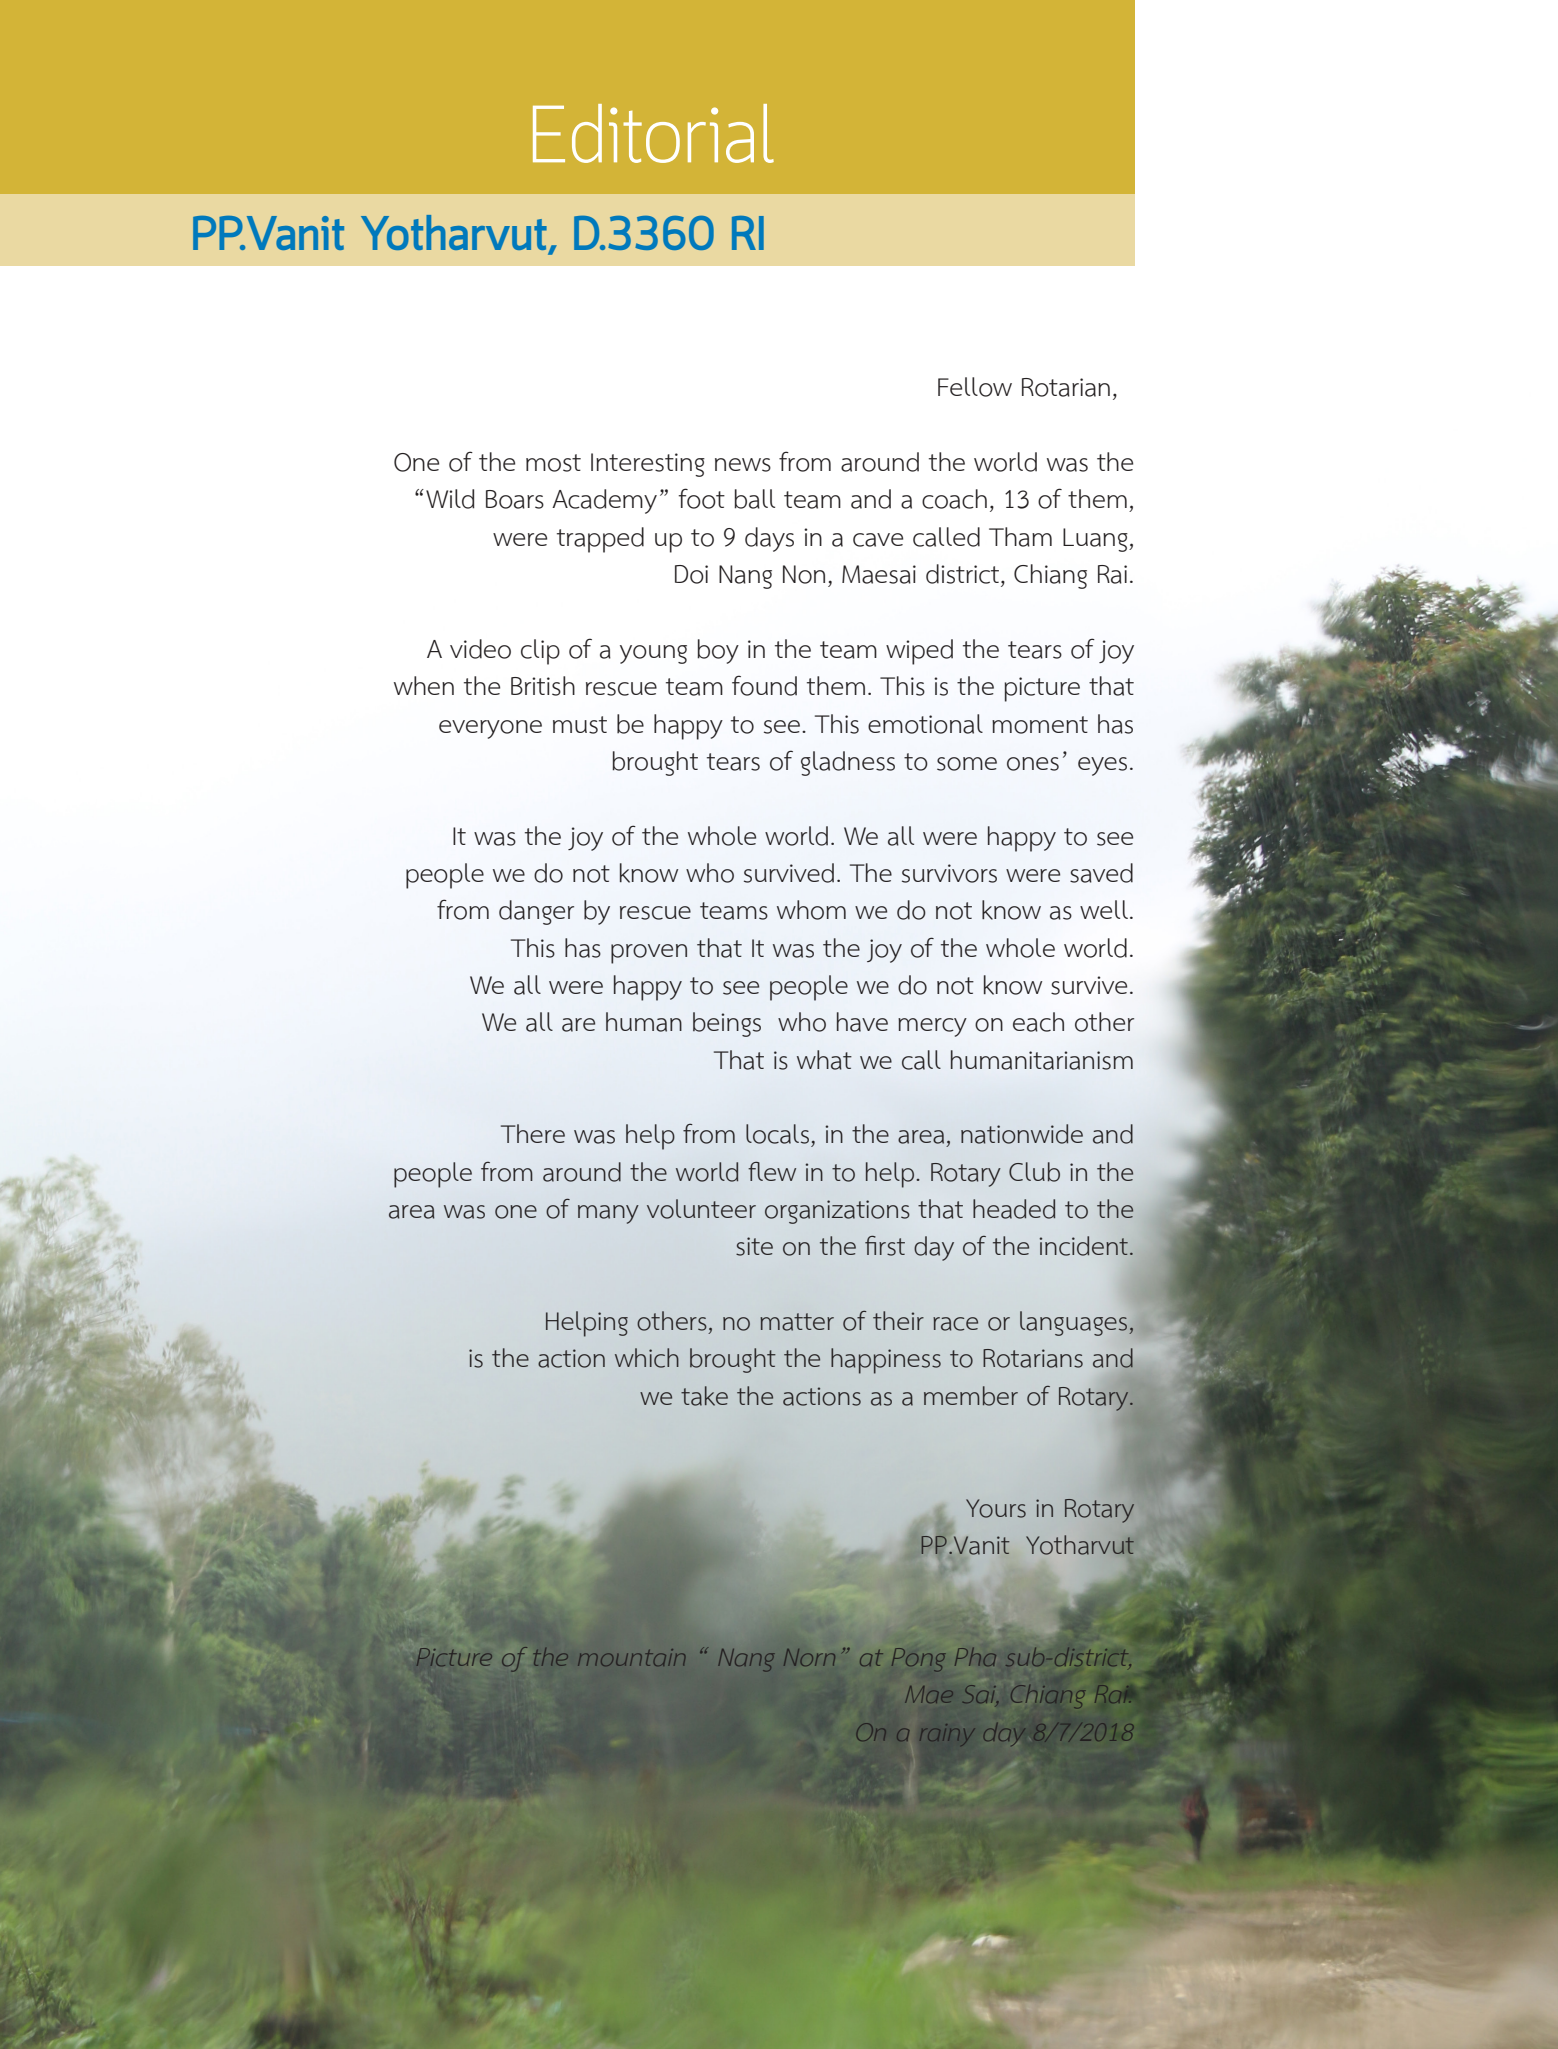 Editorial
PP.Vanit Yotharvut, D.3360 RI
Fellow Rotarian,
One of the most Interesting news from around the world was the
“Wild Boars Academy” foot ball team and a coach, 13 of them,
were trapped up to 9 days in a cave called Tham Luang,
Doi Nang Non, Maesai district, Chiang Rai.
A video clip of a young boy in the team wiped the tears of joy
when the British rescue team found them. This is the picture that
everyone must be happy to see. This emotional moment has
brought tears of gladness to some ones’ eyes.
It was the joy of the whole world. We all were happy to see
people we do not know who survived. The survivors were saved
from danger by rescue teams whom we do not know as well.
This has proven that It was the joy of the whole world.
We all were happy to see people we do not know survive.
We all are human beings who have mercy on each other
That is what we call humanitarianism
There was help from locals, in the area, nationwide and
people from around the world flew in to help. Rotary Club in the
area was one of many volunteer organizations that headed to the
site on the first day of the incident.
Helping others, no matter of their race or languages,
is the action which brought the happiness to Rotarians and
we take the actions as a member of Rotary.
Yours in Rotary
PP.Vanit Yotharvut
Picture of the mountain “ Nang Norn” at Pong Pha sub-district,
Mae Sai, Chiang Rai.
On a rainy day 8/7/2018